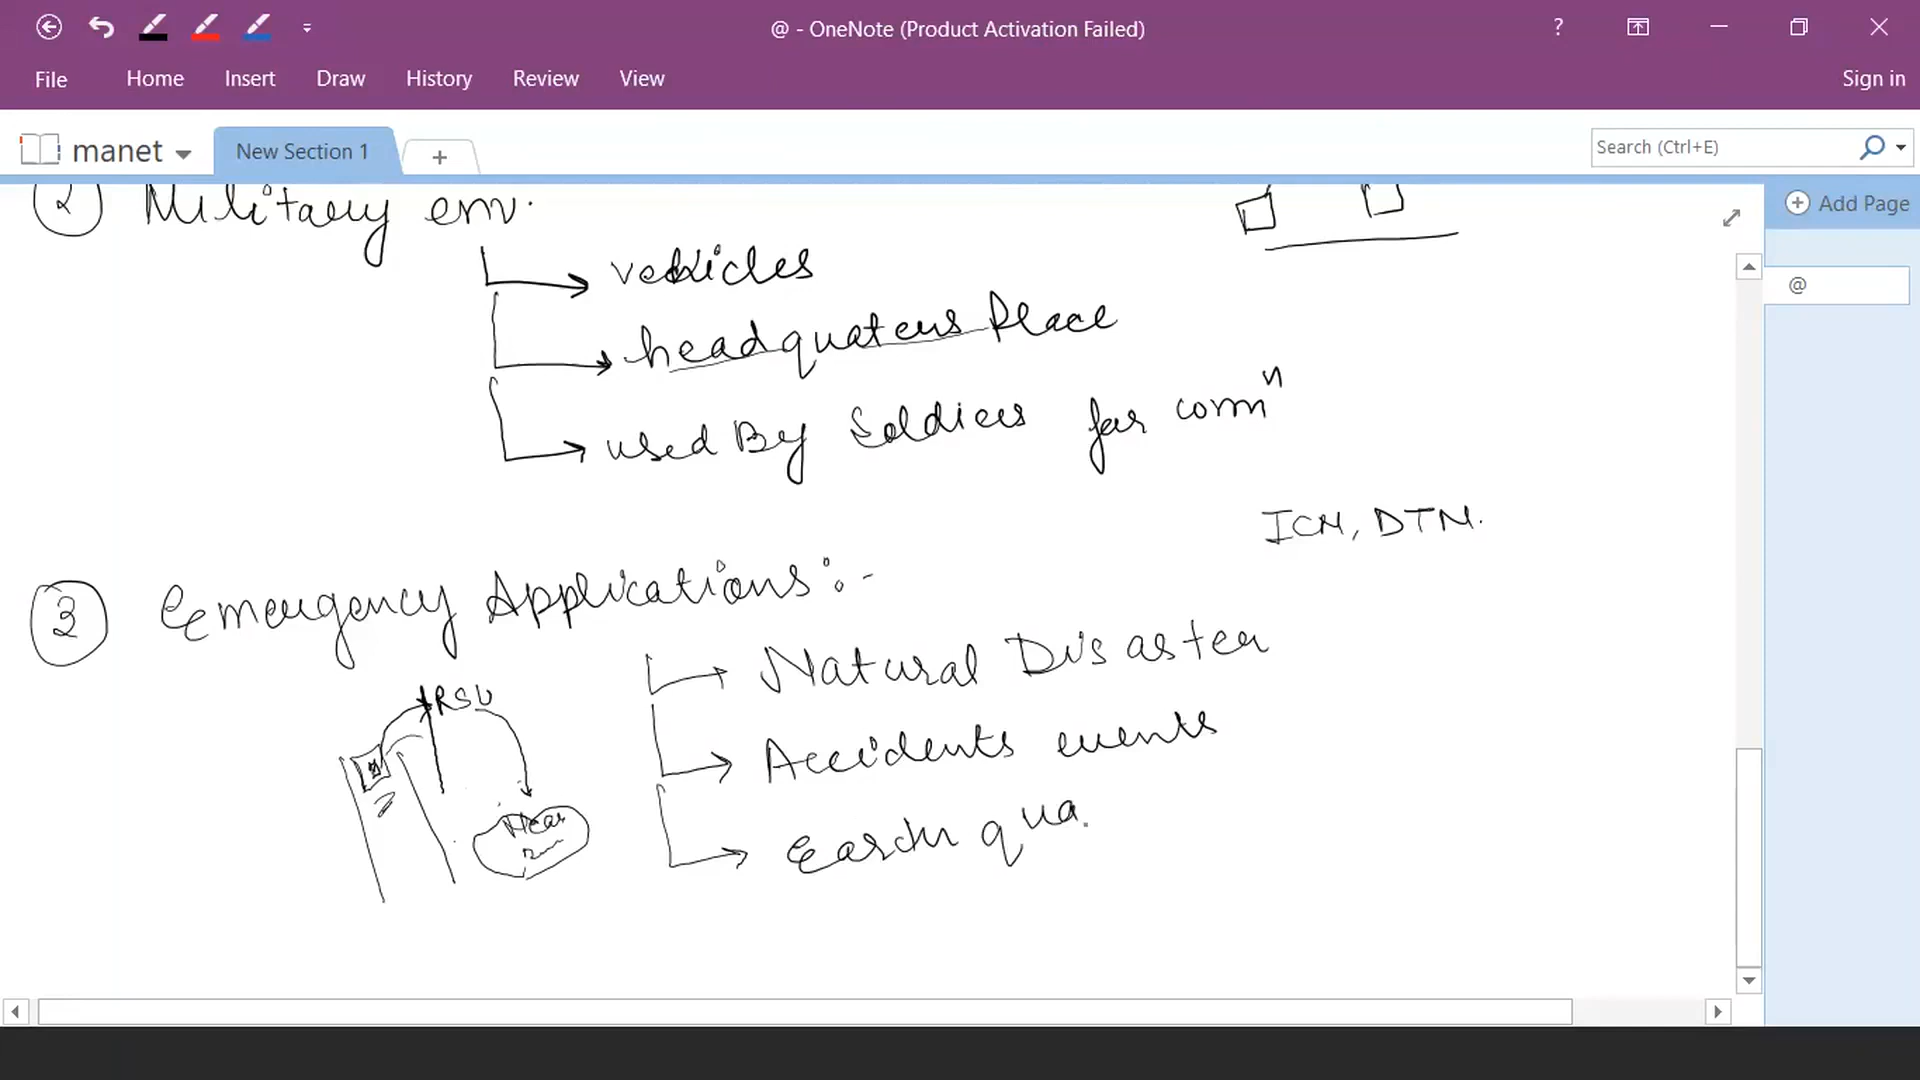 @ - OneNote (Product Activation Failed)
?
File Home Insert Draw History Review View
Sign in
manet
New Section 1
+
Search (Ctrl+E)
Add Page
@
2 Military env.
vehicles
headquaters Place
used By Soldiers for comm^n
ICN, DTN.
3 Emergency Applications:-
Natural Disaster
RSU
Accidents events
Near
Earth qua